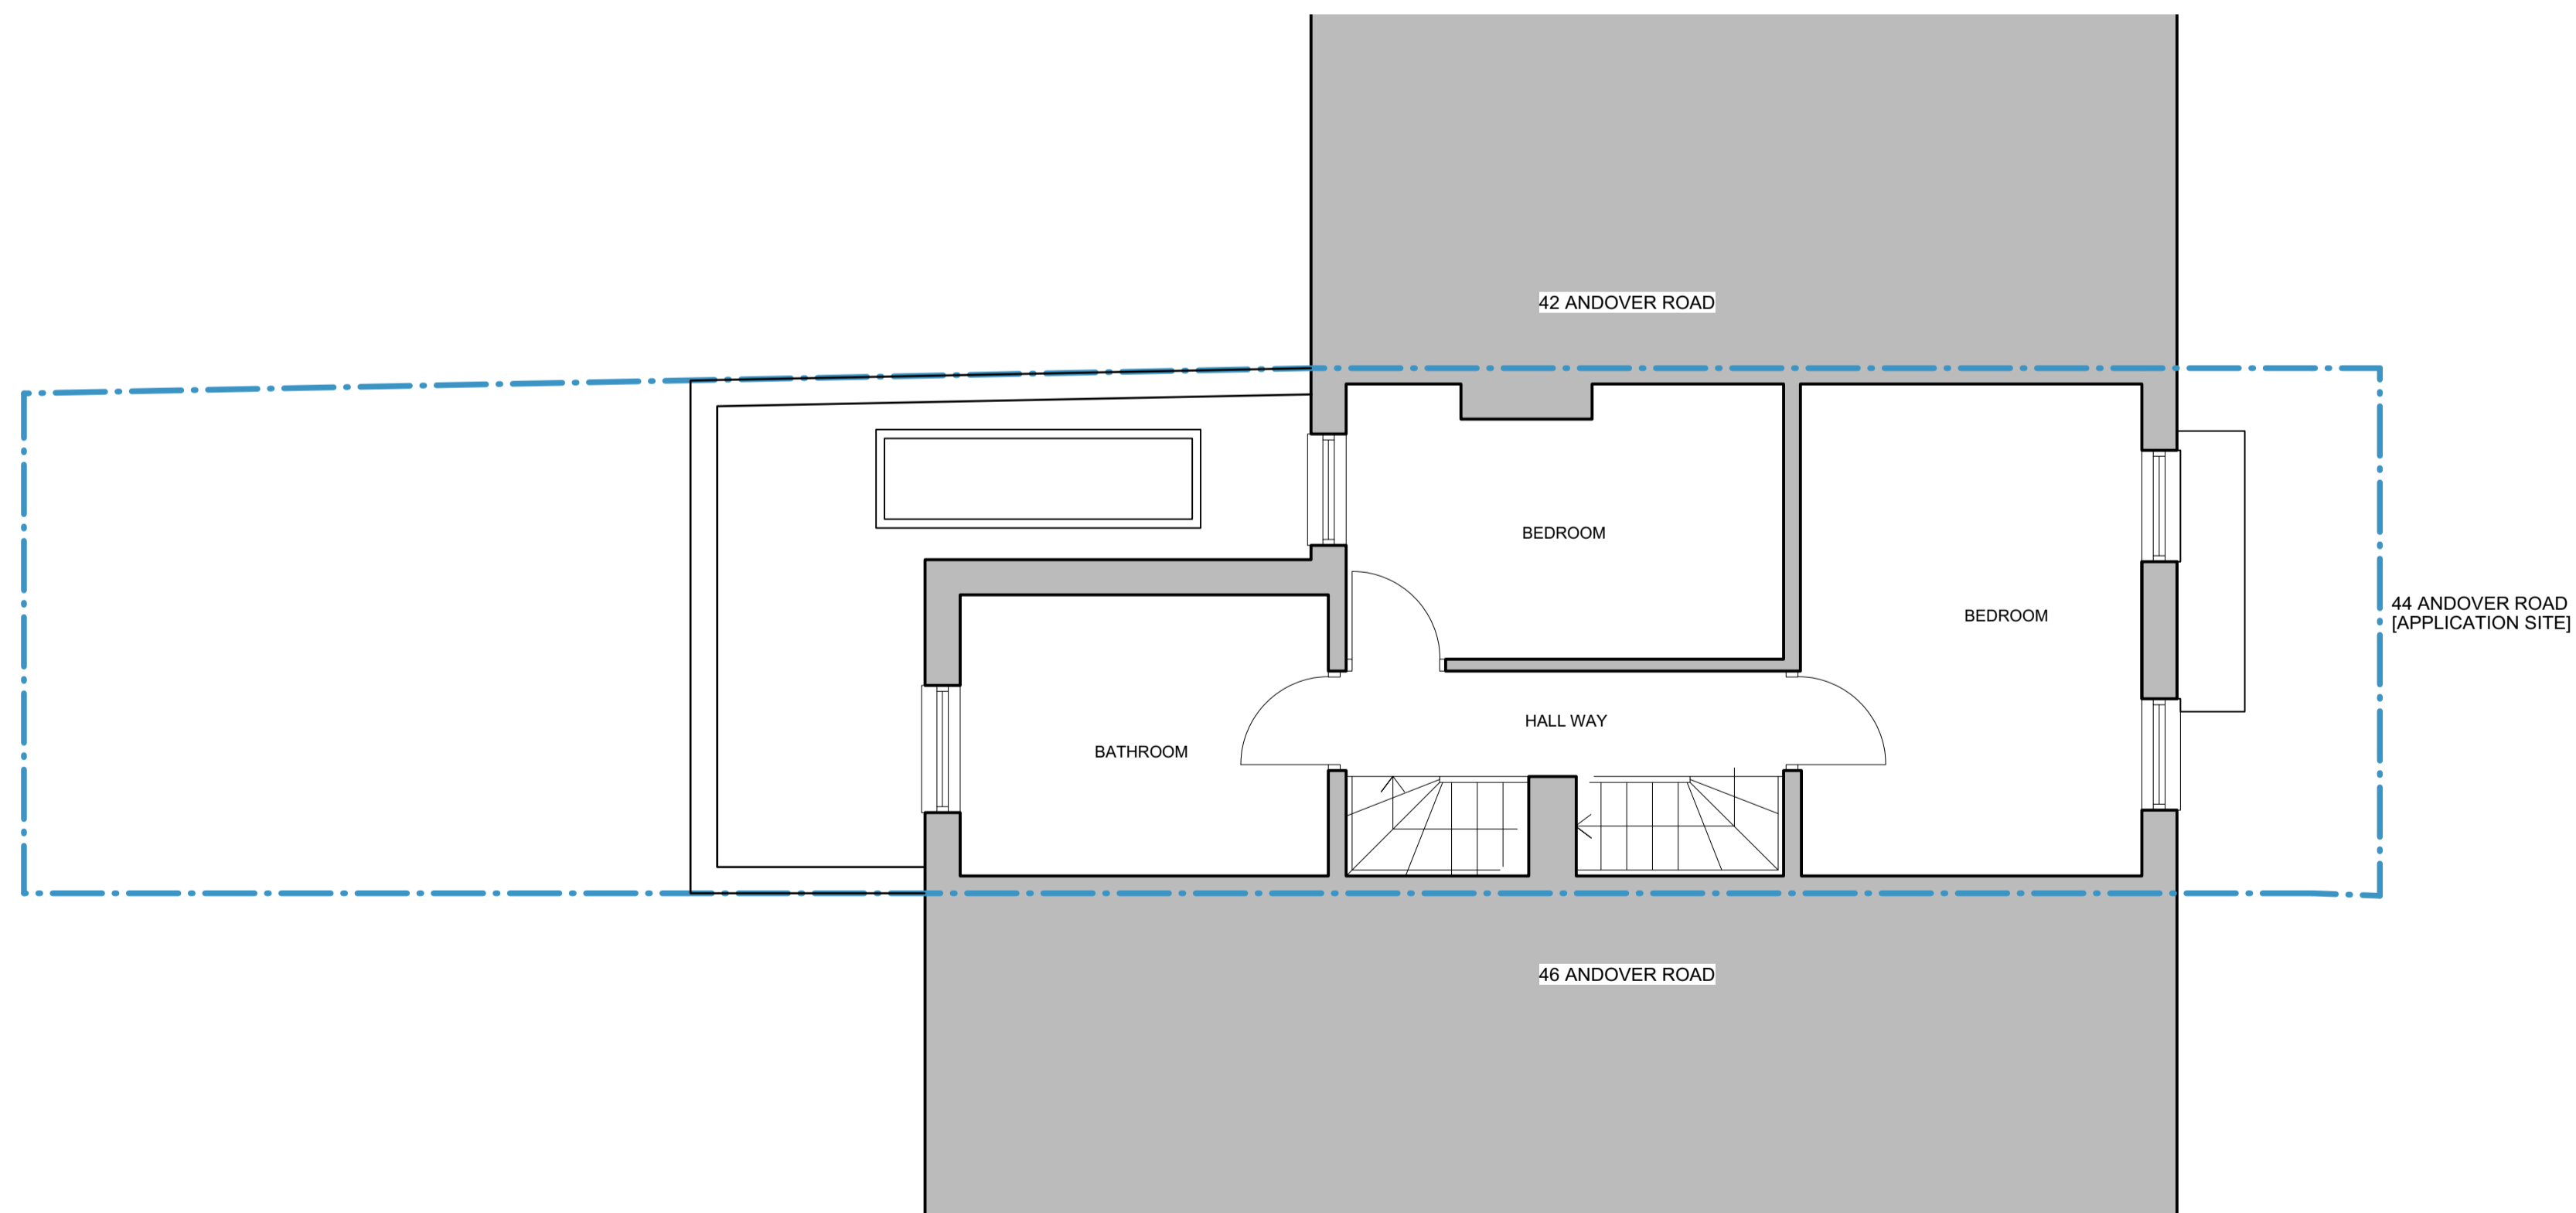 42 ANDOVER ROAD
BEDROOM
BEDROOM
44 ANDOVER ROAD
[APPLICATION SITE]
HALL WAY
BATHROOM
46 ANDOVER ROAD